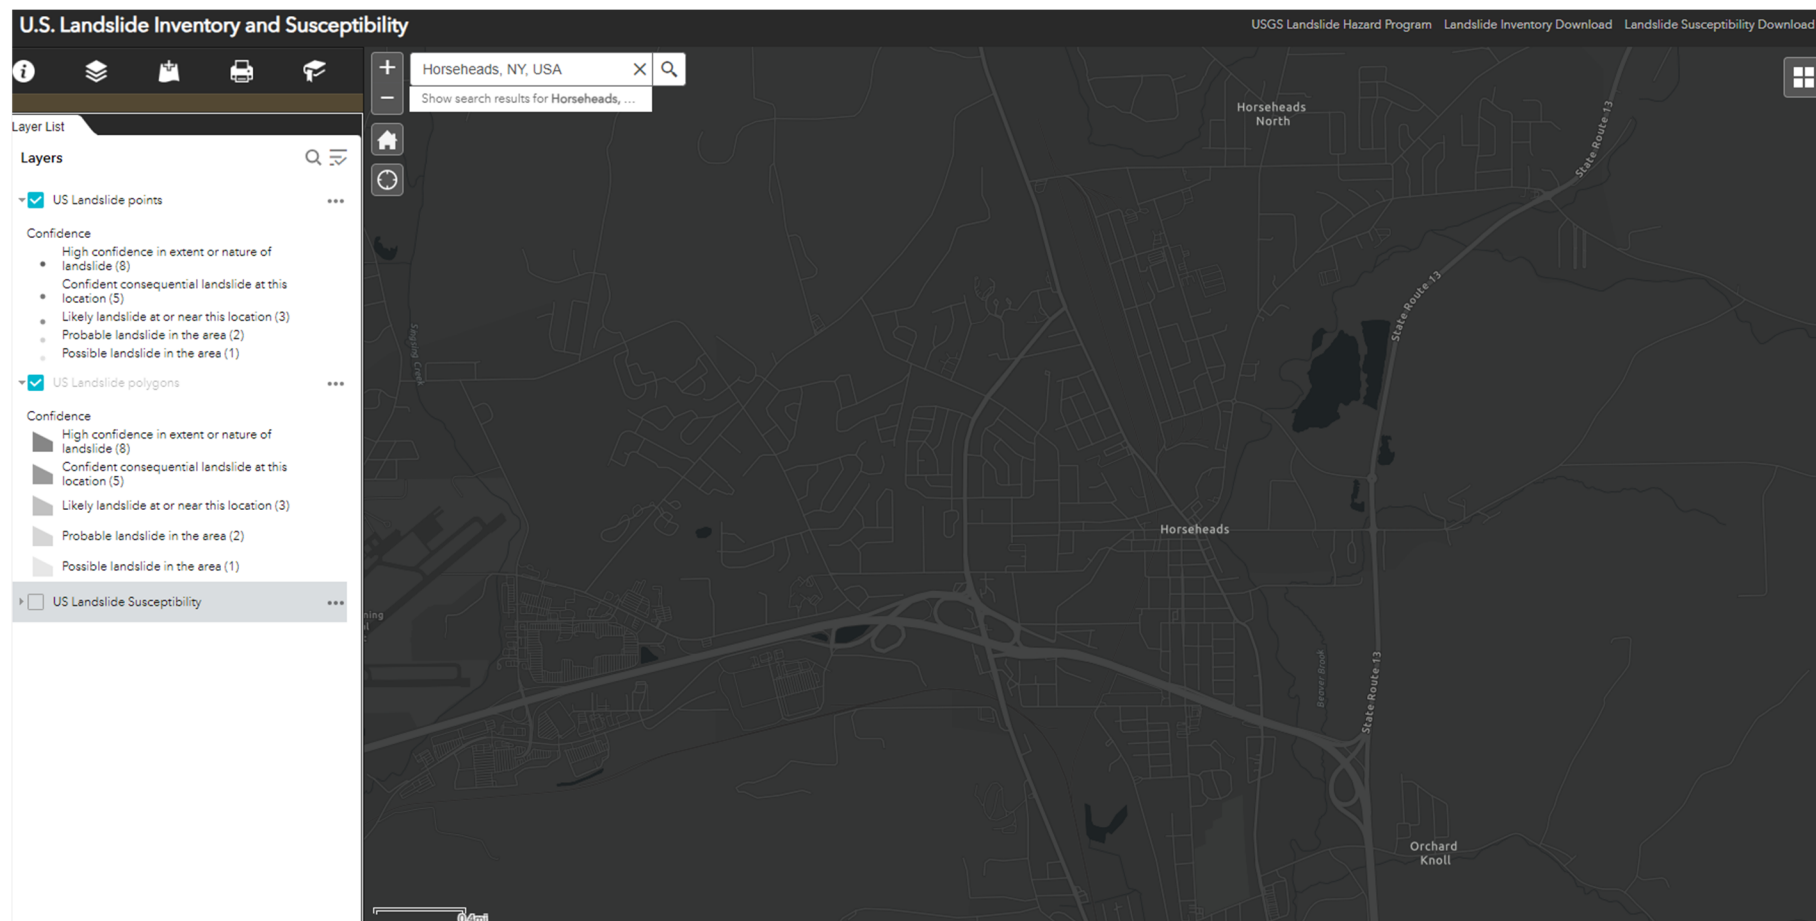 U.S. Landslide Inventory and Susceptibility
USGS Landslide Hazard Program Landslide Inventory Download Landslide Susceptibility Download
Horseheads, NY, USA
Show search results for Horseheads, ...
Layer List
Layers
US Landslide points
Confidence
High confidence in extent or nature of
landslide (8)
Confident consequential landslide at this
location (5)
Likely landslide at or near this location (3)
Probable landslide in the area (2)
Possible landslide in the area (1)
US Landslide polygons
Confidence
High confidence in extent or nature of
landslide (8)
Confident consequential landslide at this
location (5)
Likely landslide at or near this location (3)
Probable landslide in the area (2)
Possible landslide in the area (1)
US Landslide Susceptibility
Horseheads
North
State Route 13
State Route 13
Singsing Creek
Horseheads
Beaver Brook
State Route 13
Orchard
Knoll
0.4mi